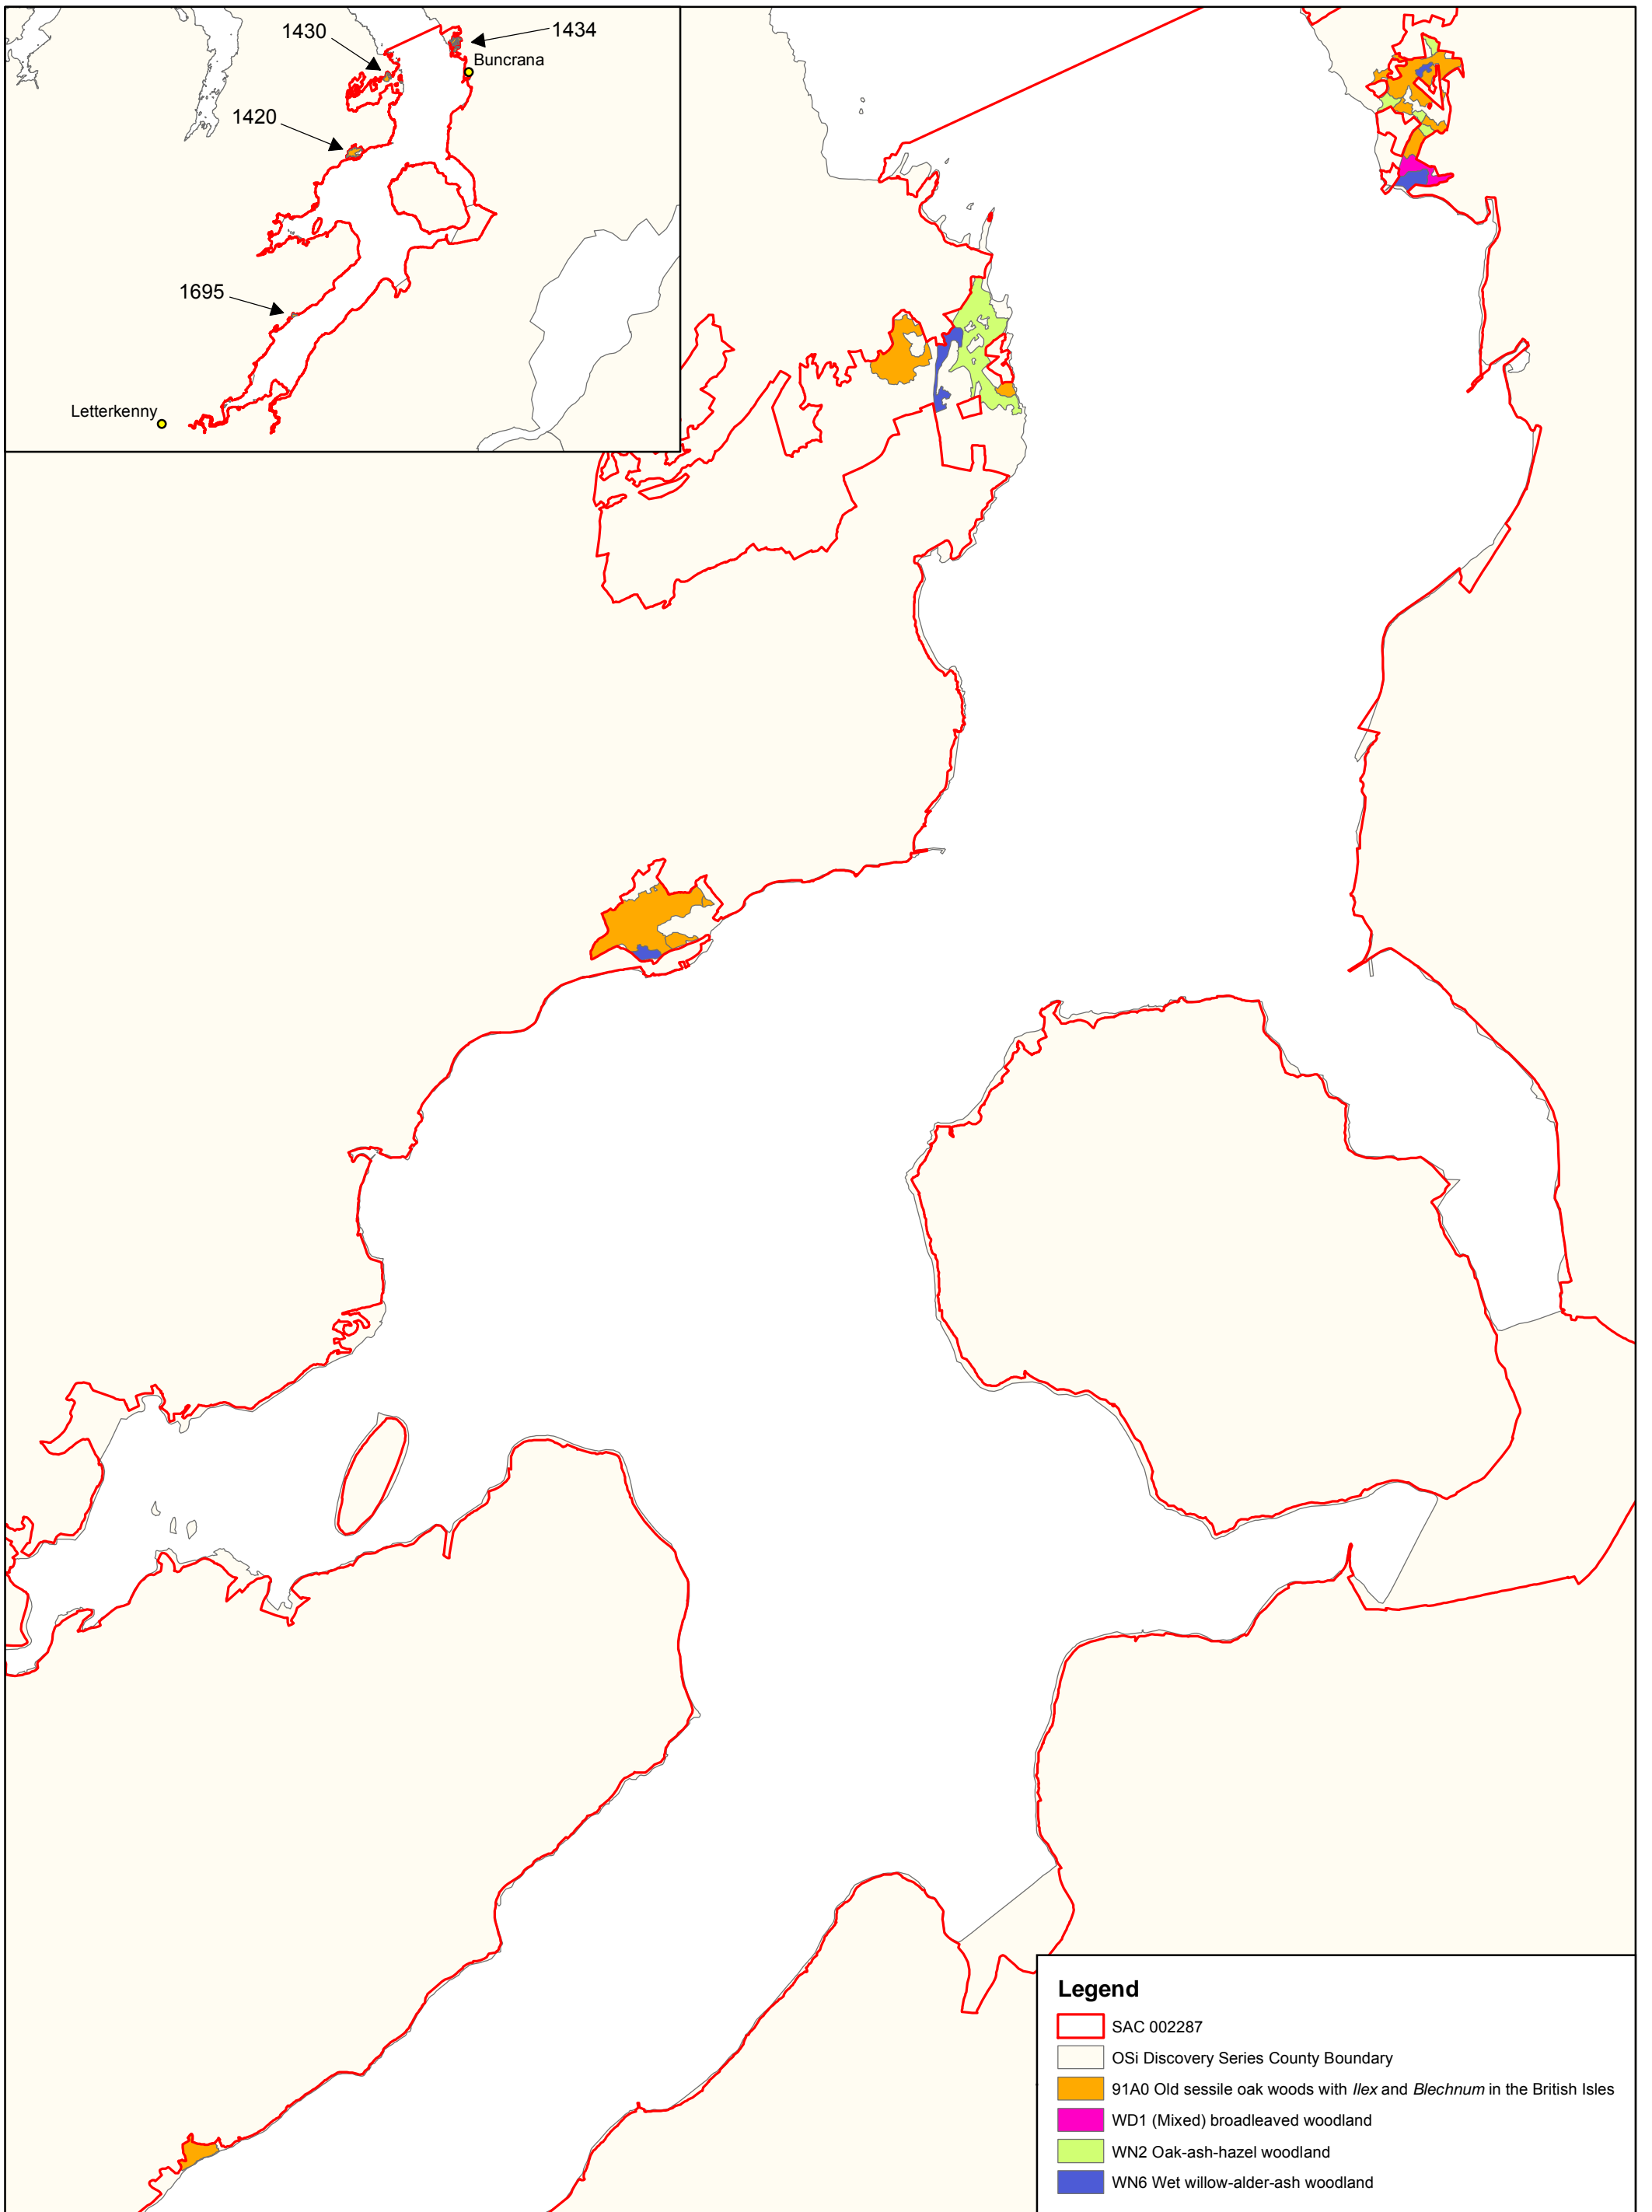 1430
1434
Buncrana
1420
1695
Letterkenny
Legend
SAC 002287
OSi Discovery Series County Boundary
91A0 Old sessile oak woods with Ilex and Blechnum in the British Isles
WD1 (Mixed) broadleaved woodland
WN2 Oak-ash-hazel woodland
WN6 Wet willow-alder-ash woodland